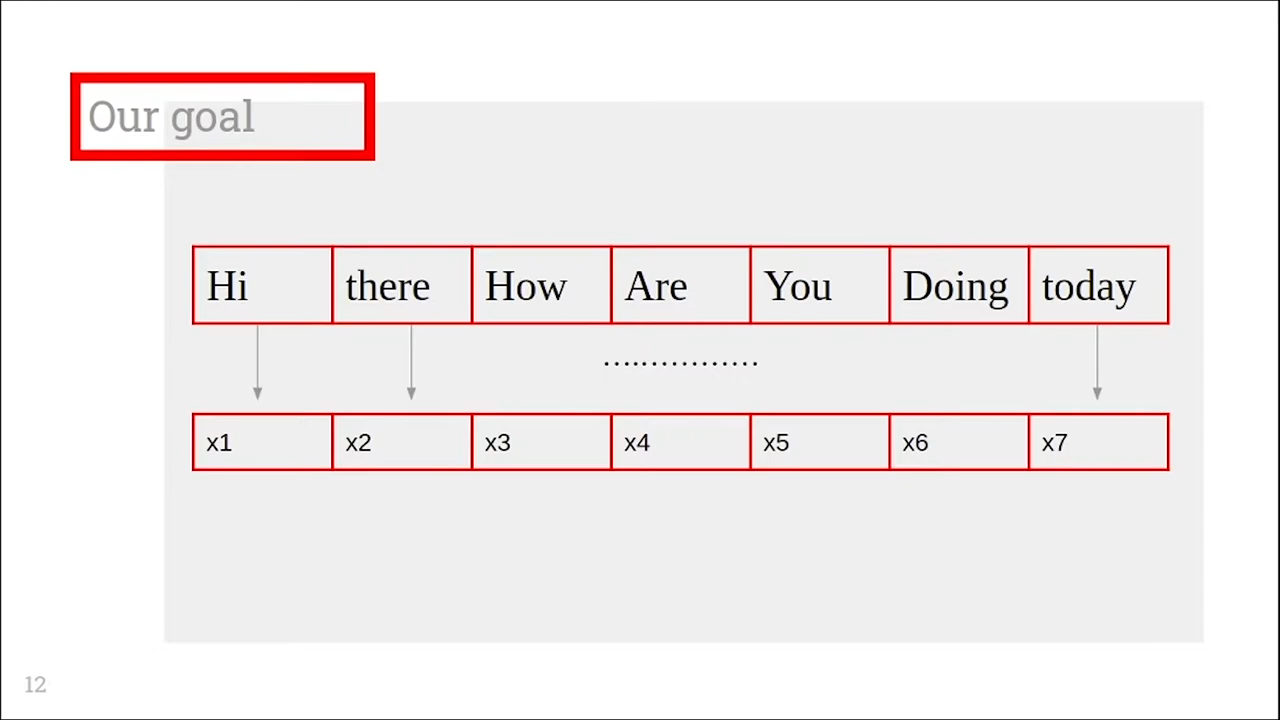 Our goal
Hi there How Are You Doing today
..............
x1 x2 x3 x4 x5 x6 x7
12